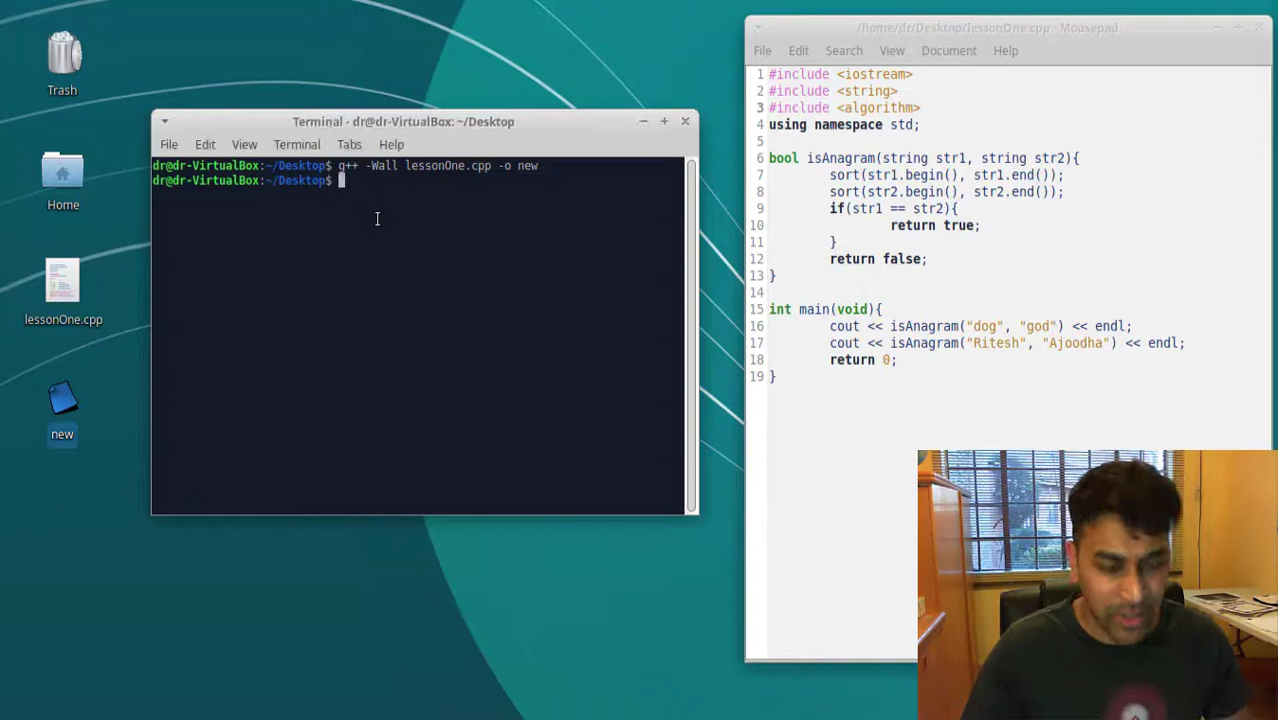 Trash
Home
lessonOne.cpp
new
Terminal - dr@dr-VirtualBox: ~/Desktop
File Edit View Terminal Tabs Help
dr@dr-VirtualBox:~/Desktop$ g++ -Wall lessonOne.cpp -o new
dr@dr-VirtualBox:~/Desktop$
/home/dr/Desktop/lessonOne.cpp - Mousepad
File Edit Search View Document Help
1 #include <iostream>
2 #include <string>
3 #include <algorithm>
4 using namespace std;
5
6 bool isAnagram(string str1, string str2){
7 sort(str1.begin(), str1.end());
8 sort(str2.begin(), str2.end());
9 if(str1 == str2){
10 return true;
11 }
12 return false;
13 }
14
15 int main(void){
16 cout << isAnagram("dog", "god") << endl;
17 cout << isAnagram("Ritesh", "Ajoodha") << endl;
18 return 0;
19 }